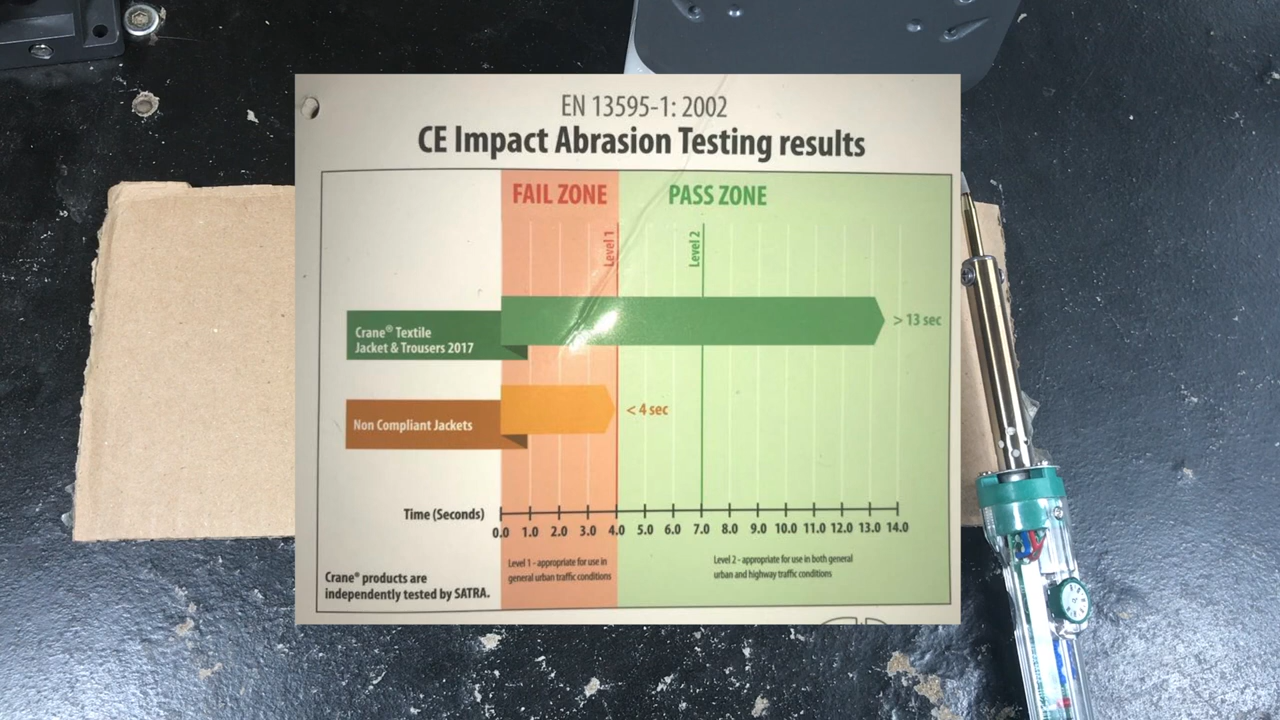 EN 13595-1: 2002
CE Impact Abrasion Testing results
FAIL ZONE
PASS ZONE
Level 1
Level 2
Crane® Textile
Jacket & Trousers 2017
> 13 sec
Non Compliant Jackets
< 4 sec
Time (Seconds)
0.0 1.0 2.0 3.0 4.0 5.0 6.0 7.0 8.0 9.0 10.0 11.0 12.0 13.0 14.0
Level 1 - appropriate for use in
general urban traffic conditions
Level 2 - appropriate for use in both general
urban and highway traffic conditions
Crane® products are
independently tested by SATRA.